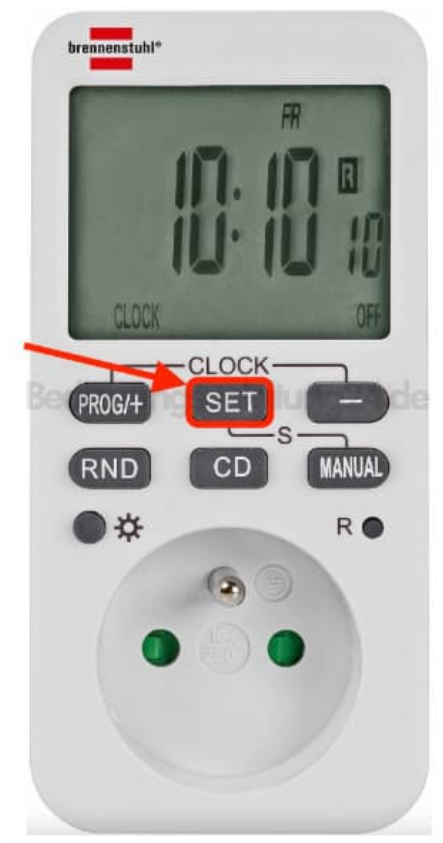 brennenstuhl®
FR
10:10 R 10
CLOCK OFF
CLOCK
PROG/+ SET −
S
RND CD MANUAL
R